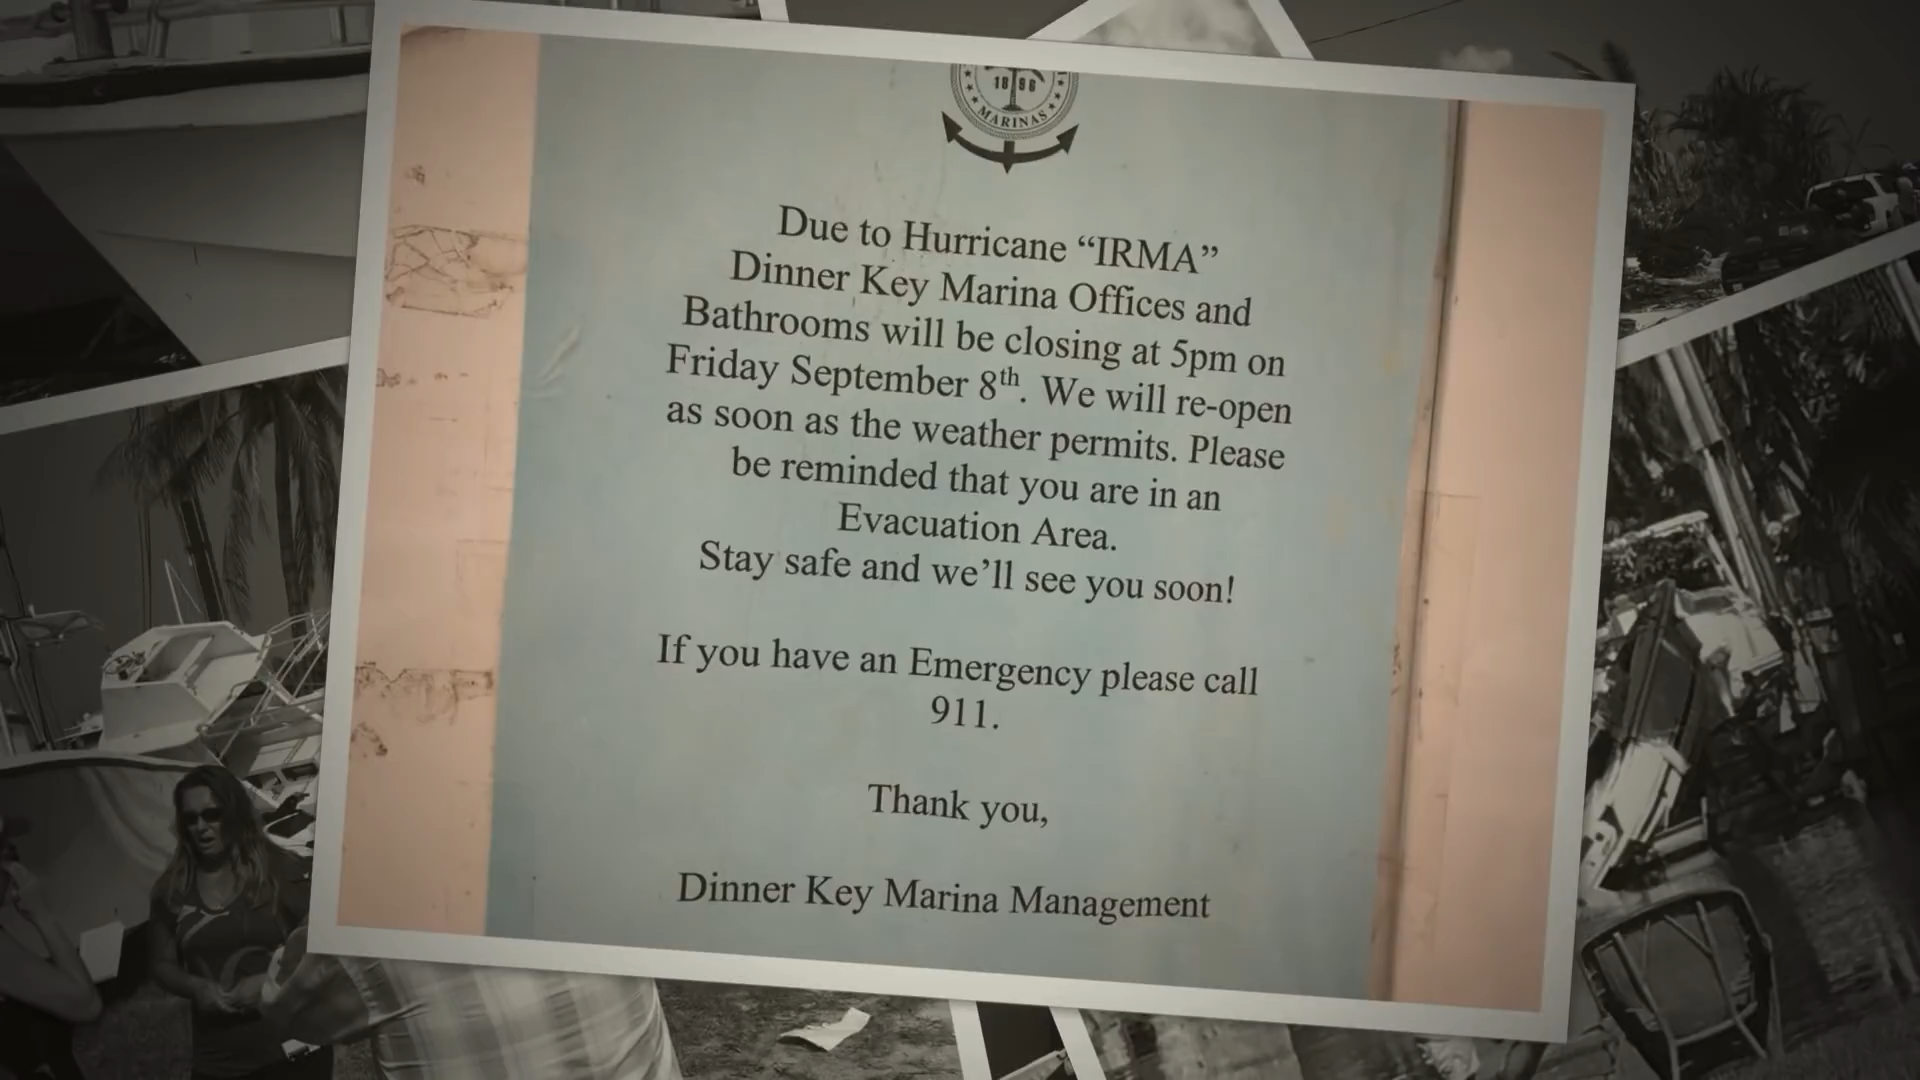 1896
MARINAS
Due to Hurricane “IRMA”
Dinner Key Marina Offices and
Bathrooms will be closing at 5pm on
Friday September 8th. We will re-open
as soon as the weather permits. Please
be reminded that you are in an
Evacuation Area.
Stay safe and we’ll see you soon!
If you have an Emergency please call
911.
Thank you,
Dinner Key Marina Management